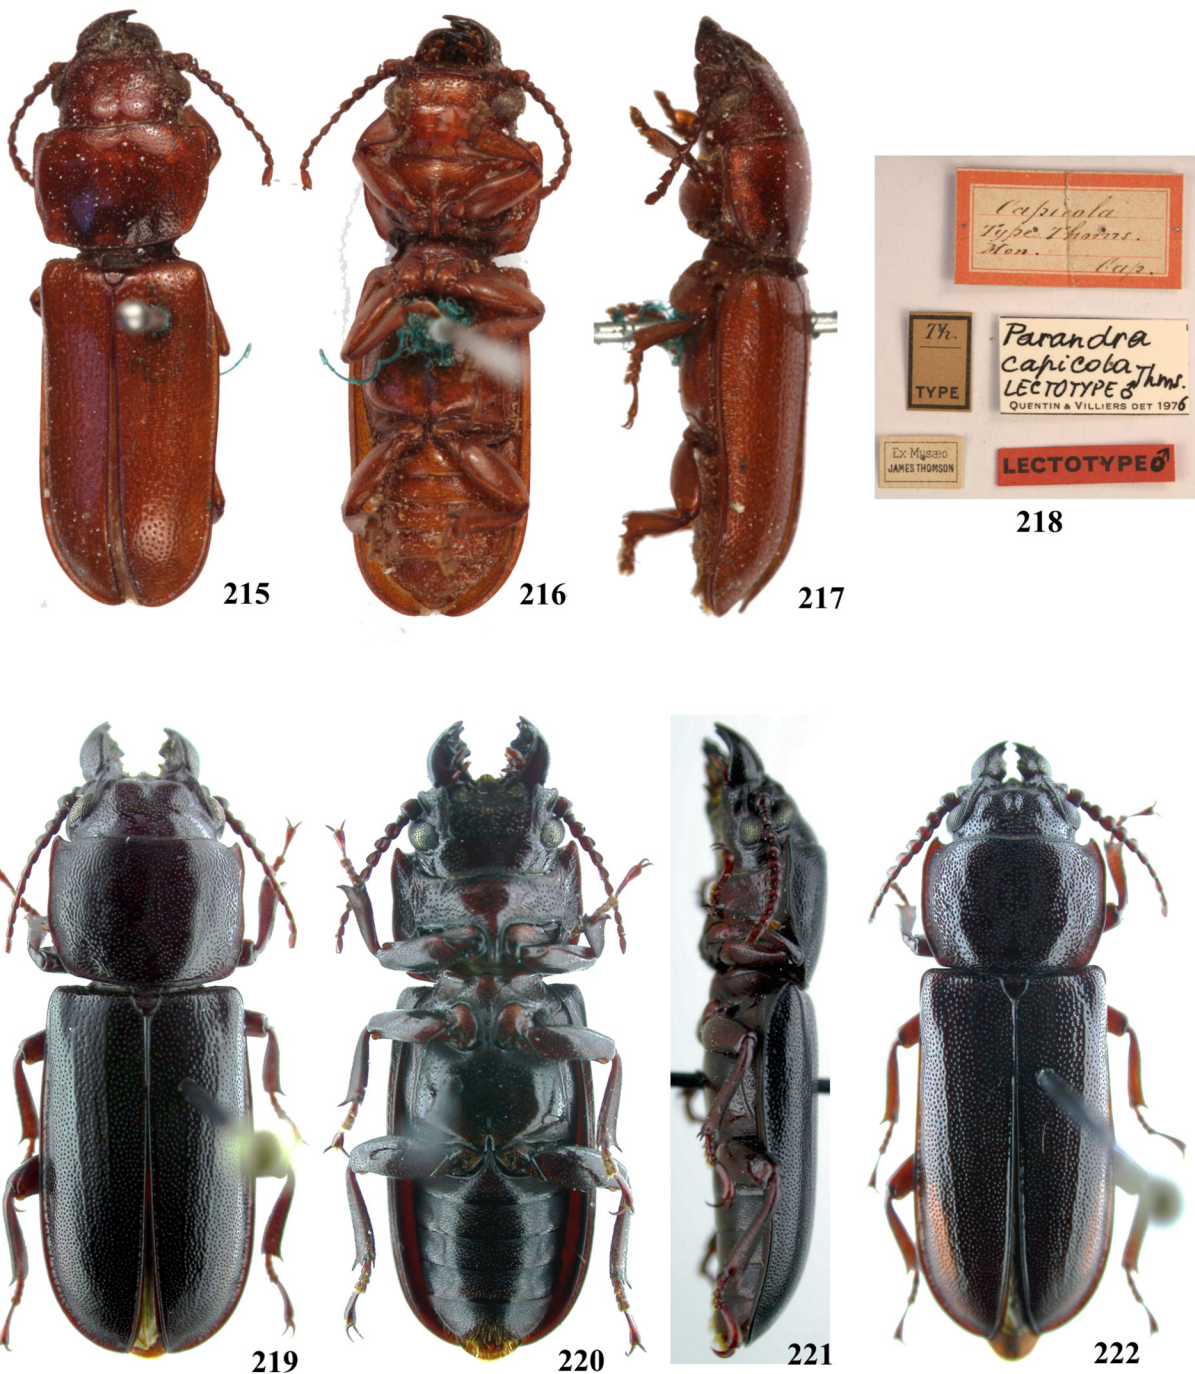 Capicola
Type Thoms.
Mon.
Cap.
Th.
TYPE
Parandra
capicola Thms.
LECTOTYPE ♂
QUENTIN & VILLIERS DET 1976
Ex Musæo
JAMES THOMSON
LECTOTYPE ♂
218
215
216
217
219
220
221
222